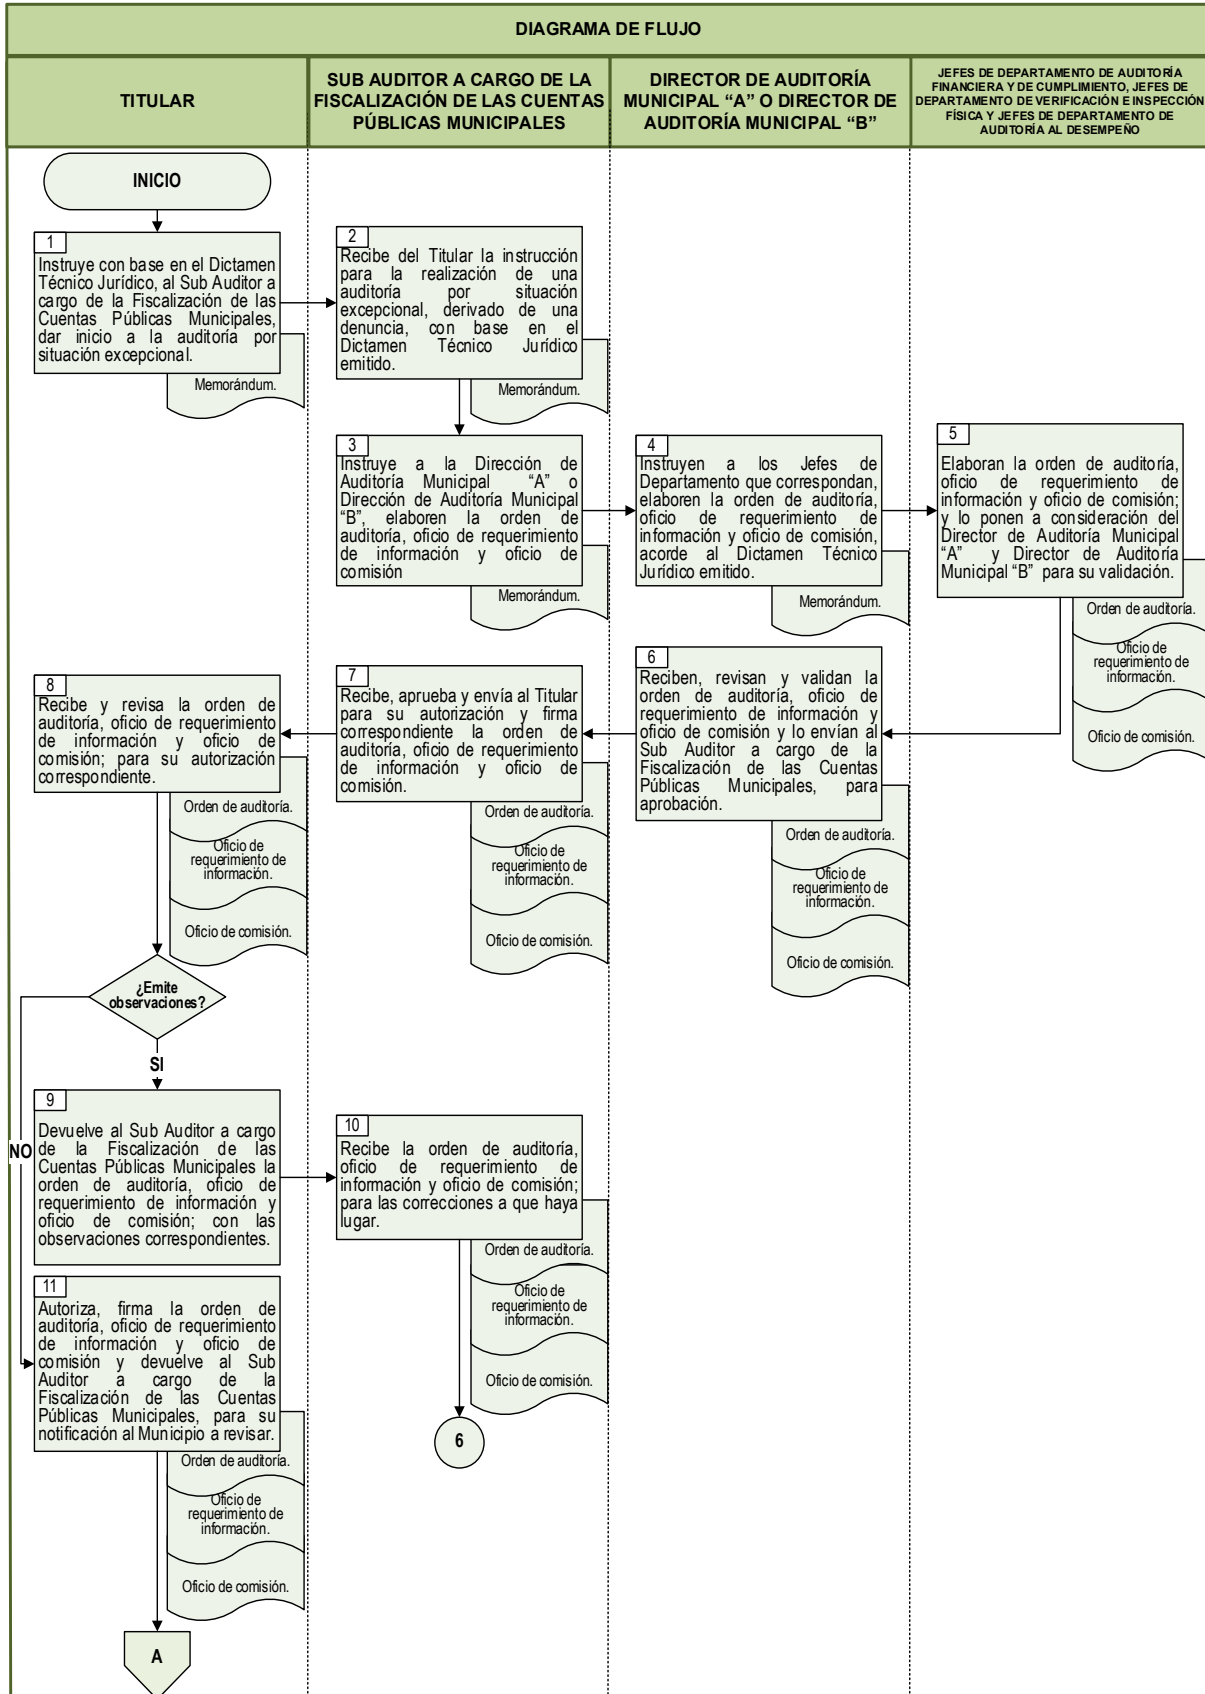 DIAGRAMA DE FLUJO
TITULAR
SUB AUDITOR A CARGO DE LA
FISCALIZACIÓN DE LAS CUENTAS
PÚBLICAS MUNICIPALES
DIRECTOR DE AUDITORÍA
MUNICIPAL “A” O DIRECTOR DE
AUDITORÍA MUNICIPAL “B”
JEFES DE DEPARTAMENTO DE AUDITORÍA
FINANCIERA Y DE CUMPLIMIENTO, JEFES DE
DEPARTAMENTO DE VERIFICACIÓN E INSPECCIÓN
FÍSICA Y JEFES DE DEPARTAMENTO DE
AUDITORÍA AL DESEMPEÑO
INICIO
1
Instruye con base en el Dictamen
Técnico Jurídico, al Sub Auditor a
cargo de la Fiscalización de las
Cuentas Públicas Municipales,
dar inicio a la auditoría por
situación excepcional.
Memorándum.
2
Recibe del Titular la instrucción
para la realización de una
auditoría por situación
excepcional, derivado de una
denuncia, con base en el
Dictamen Técnico Jurídico
emitido.
Memorándum.
3
Instruye a la Dirección de
Auditoría Municipal “A” o
Dirección de Auditoría Municipal
“B”, elaboren la orden de
auditoría, oficio de requerimiento
de información y oficio de
comisión
Memorándum.
4
Instruyen a los Jefes de
Departamento que correspondan,
elaboren la orden de auditoría,
oficio de requerimiento de
información y oficio de comisión,
acorde al Dictamen Técnico
Jurídico emitido.
Memorándum.
5
Elaboran la orden de auditoría,
oficio de requerimiento de
información y oficio de comisión;
y lo ponen a consideración del
Director de Auditoría Municipal
“A” y Director de Auditoría
Municipal “B” para su validación.
Orden de auditoría.
Oficio de
requerimiento de
información.
Oficio de comisión.
6
Reciben, revisan y validan la
orden de auditoría, oficio de
requerimiento de información y
oficio de comisión y lo envían al
Sub Auditor a cargo de la
Fiscalización de las Cuentas
Públicas Municipales, para
aprobación.
Orden de auditoría.
Oficio de
requerimiento de
información.
Oficio de comisión.
7
Recibe, aprueba y envía al Titular
para su autorización y firma
correspondiente la orden de
auditoría, oficio de requerimiento
de información y oficio de
comisión.
Orden de auditoría.
Oficio de
requerimiento de
información.
Oficio de comisión.
8
Recibe y revisa la orden de
auditoría, oficio de requerimiento
de información y oficio de
comisión; para su autorización
correspondiente.
Orden de auditoría.
Oficio de
requerimiento de
información.
Oficio de comisión.
¿Emite
observaciones?
SI
NO
9
Devuelve al Sub Auditor a cargo
de la Fiscalización de las
Cuentas Públicas Municipales la
orden de auditoría, oficio de
requerimiento de información y
oficio de comisión; con las
observaciones correspondientes.
10
Recibe la orden de auditoría,
oficio de requerimiento de
información y oficio de comisión;
para las correcciones a que haya
lugar.
Orden de auditoría.
Oficio de
requerimiento de
información.
Oficio de comisión.
6
11
Autoriza, firma la orden de
auditoría, oficio de requerimiento
de información y oficio de
comisión y devuelve al Sub
Auditor a cargo de la
Fiscalización de las Cuentas
Públicas Municipales, para su
notificación al Municipio a revisar.
Orden de auditoría.
Oficio de
requerimiento de
información.
Oficio de comisión.
A